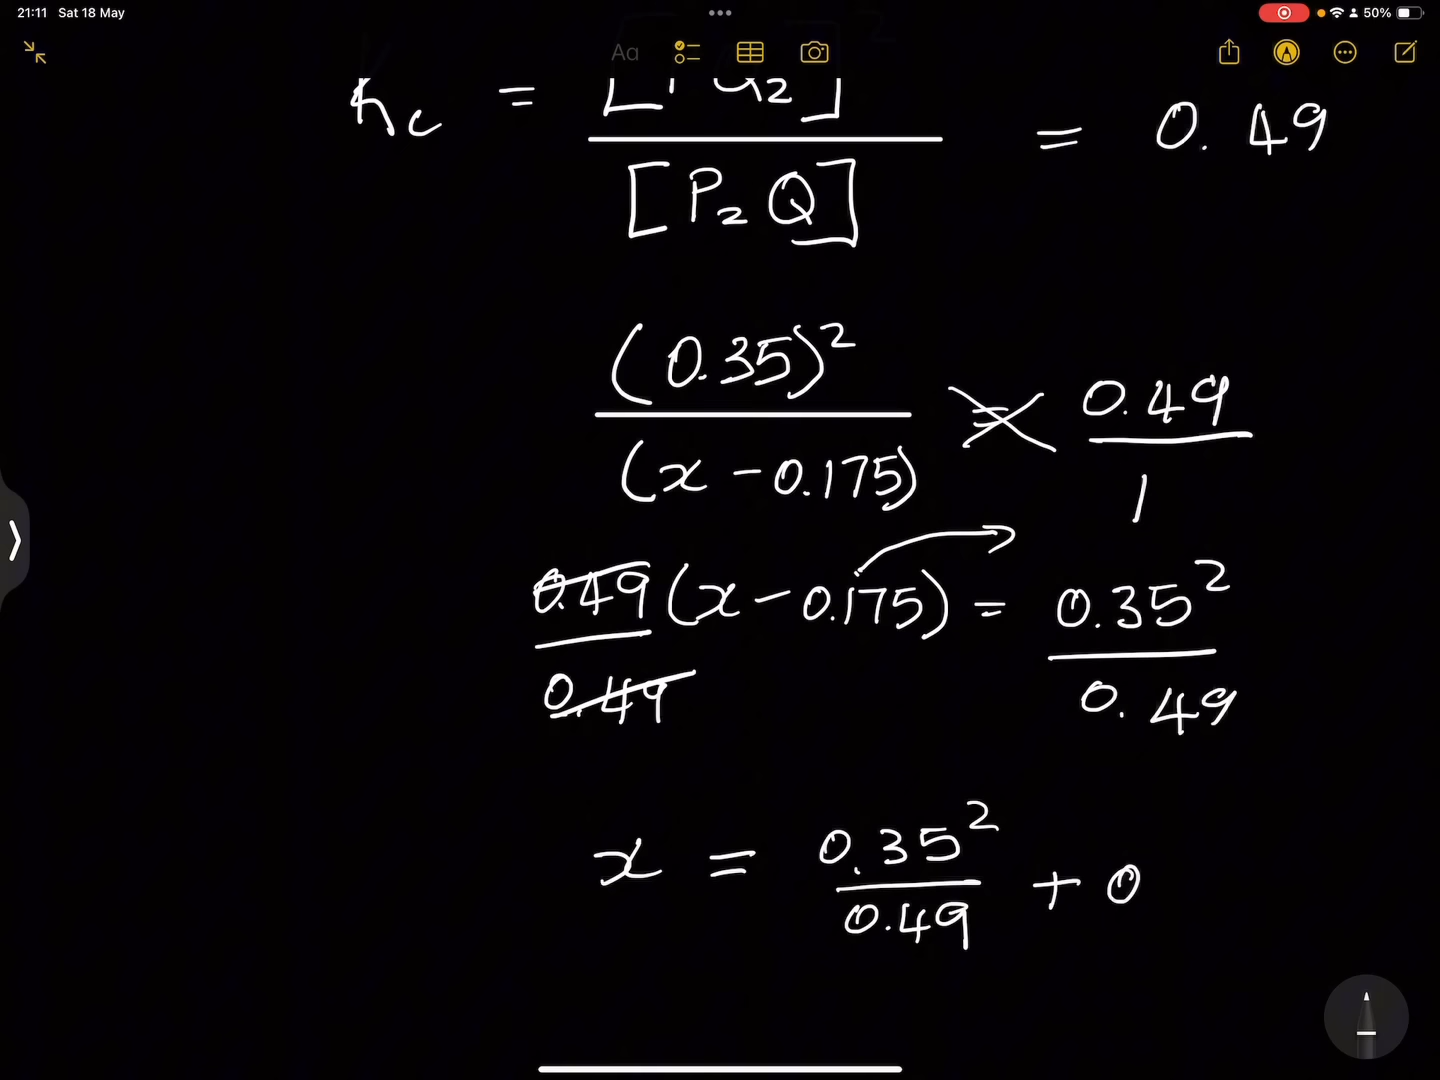 21:11 Sat 18 May
50%
Aa
Kc = = 0.49
[P₂Q]
(0.35)²
(x - 0.175)
= 0.49
1
0.49 (x - 0.175) = 0.35²
0.49 0.49
x = 0.35² + 0
0.49